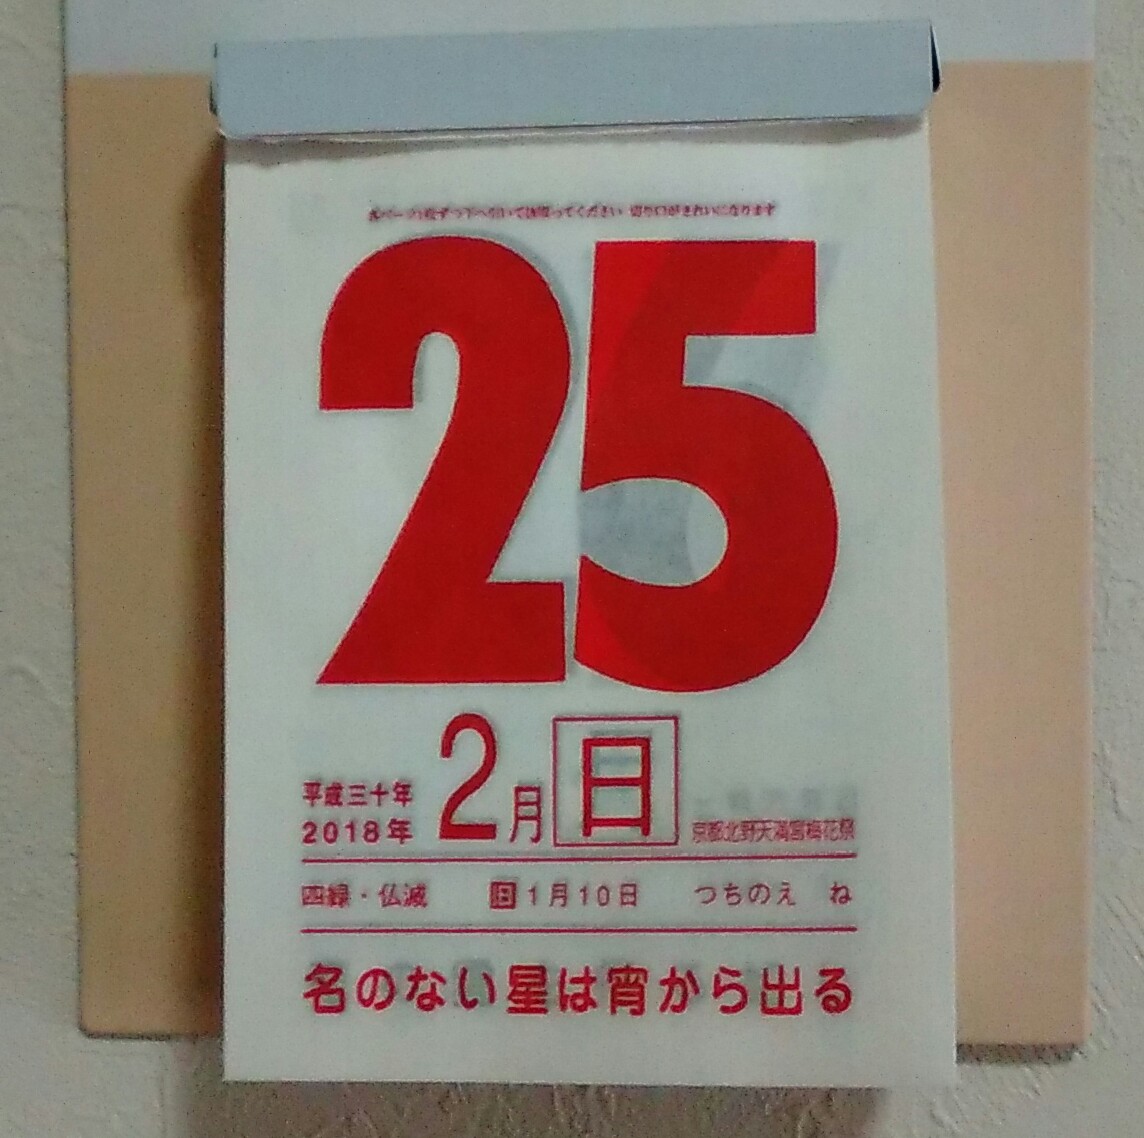 25
平成三十年
2018年
2月 日
京都北野天満宮梅花祭
四緑・仏滅 旧1月10日 つちのえ ね
名のない星は宵から出る